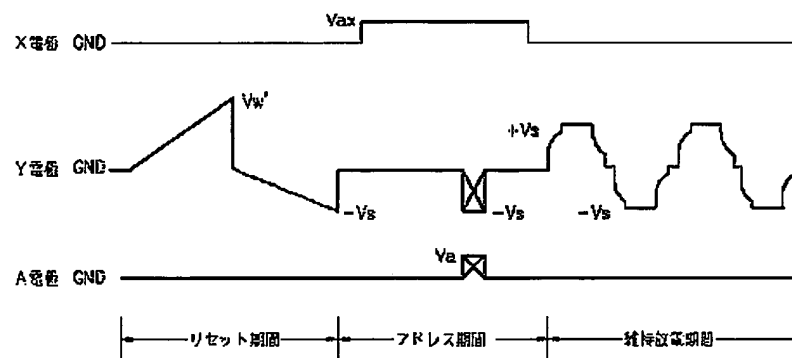 Vax
X電極 GND
Vw'
+Vs
Y電極 GND
-Vs
-Vs
-Vs
Va
A電極 GND
リセット期間
アドレス期間
維持放電期間